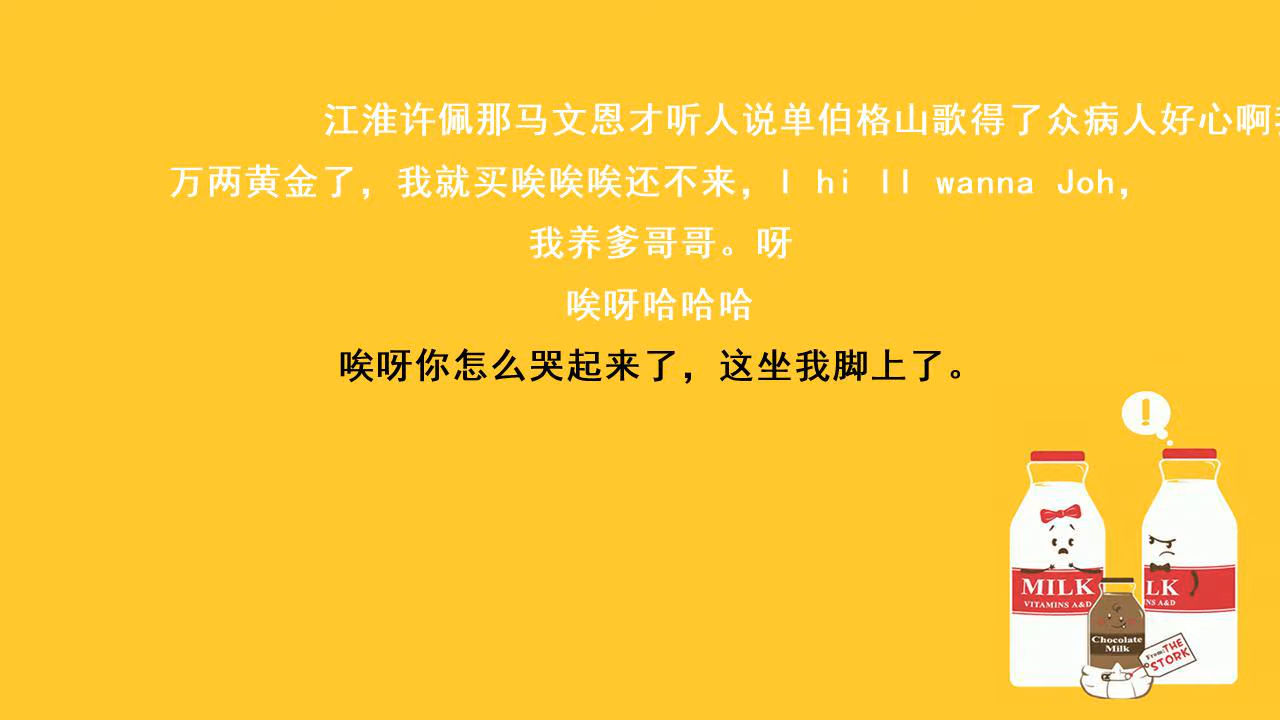 江淮许佩那马文恩才听人说单伯格山歌得了众病人好心啊
万两黄金了，我就买唉唉唉还不来，I hi II wanna Joh，
我养爹哥哥。呀
唉呀哈哈哈
唉呀你怎么哭起来了，这坐我脚上了。
!
MILK
VITAMINS A&D
LK
NS A&D
Chocolate
Milk
From: THE
STORK